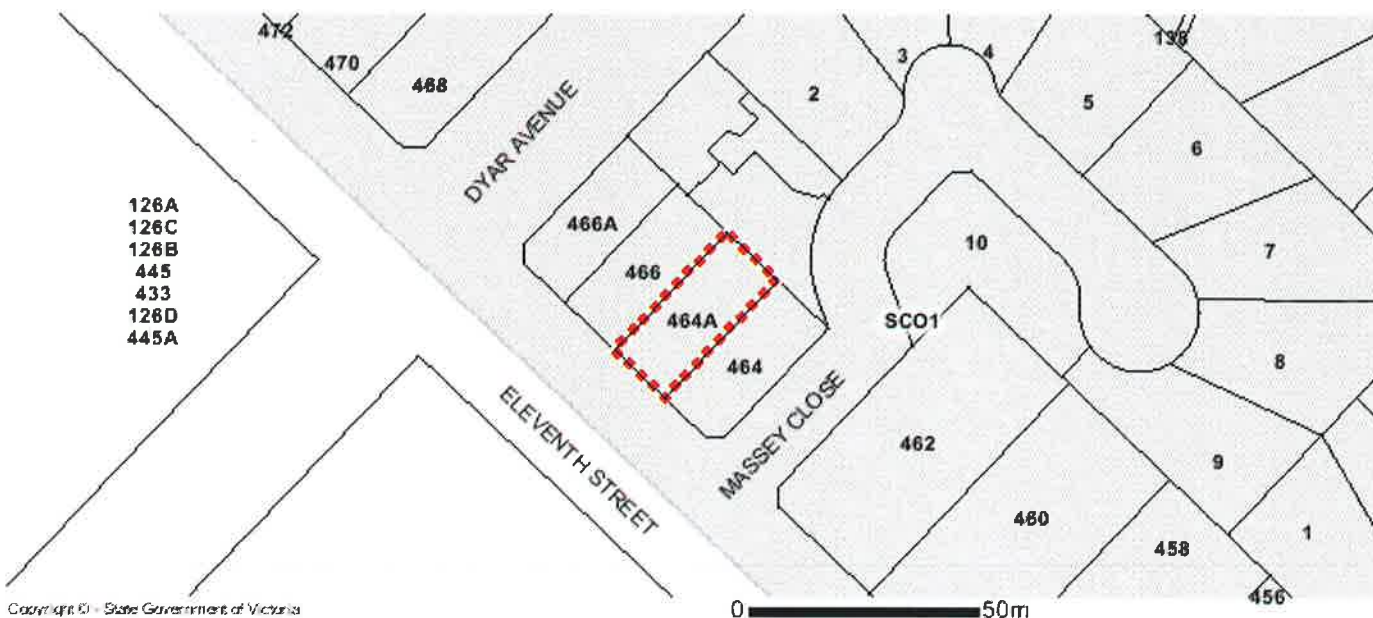 472
470
468
DYAR AVENUE
2
3
4
138
5
6
7
126A
126C
126B
445
433
126D
445A
466A
466
464A
464
10
SCO1
8
ELEVENTH STREET
MASSEY CLOSE
462
460
458
456
9
1
Copyright © - State Government of Victoria
0 50m